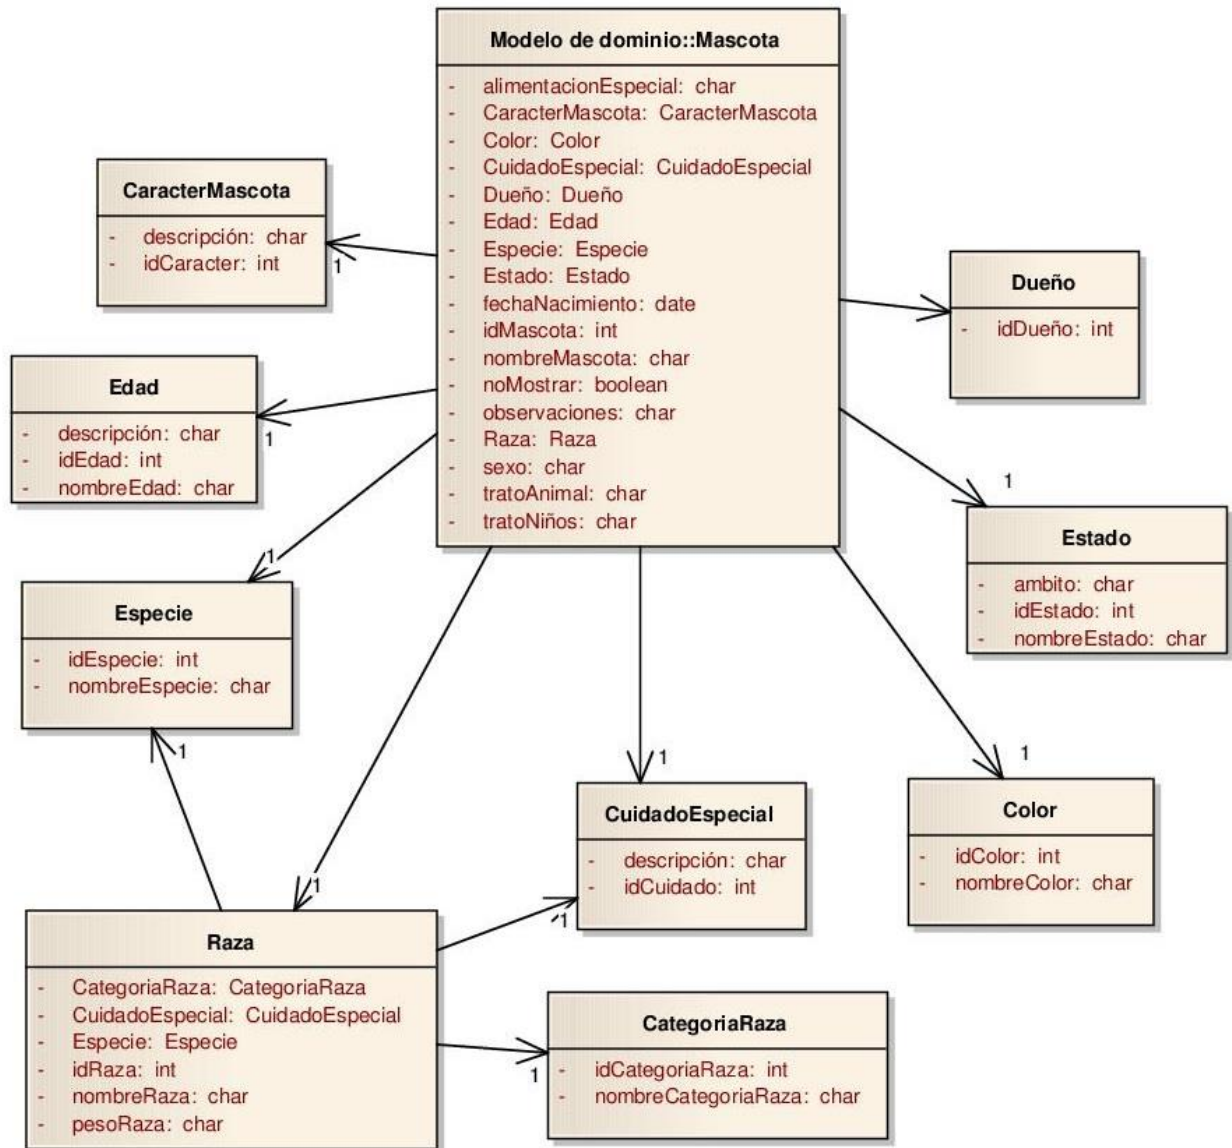 Modelo de dominio::Mascota
- alimentacionEspecial: char
- CaracterMascota: CaracterMascota
- Color: Color
- CuidadoEspecial: CuidadoEspecial
- Dueño: Dueño
- Edad: Edad
- Especie: Especie
- Estado: Estado
- fechaNacimiento: date
- idMascota: int
- nombreMascota: char
- noMostrar: boolean
- observaciones: char
- Raza: Raza
- sexo: char
- tratoAnimal: char
- tratoNiños: char
CaracterMascota
- descripción: char
- idCaracter: int
1
Dueño
- idDueño: int
Edad
- descripción: char
- idEdad: int
- nombreEdad: char
1
Estado
- ambito: char
- idEstado: int
- nombreEstado: char
1
Especie
- idEspecie: int
- nombreEspecie: char
1
1
CuidadoEspecial
- descripción: char
- idCuidado: int
1
1
Color
- idColor: int
- nombreColor: char
1
Raza
- CategoriaRaza: CategoriaRaza
- CuidadoEspecial: CuidadoEspecial
- Especie: Especie
- idRaza: int
- nombreRaza: char
- pesoRaza: char
1
CategoriaRaza
- idCategoriaRaza: int
- nombreCategoriaRaza: char
1